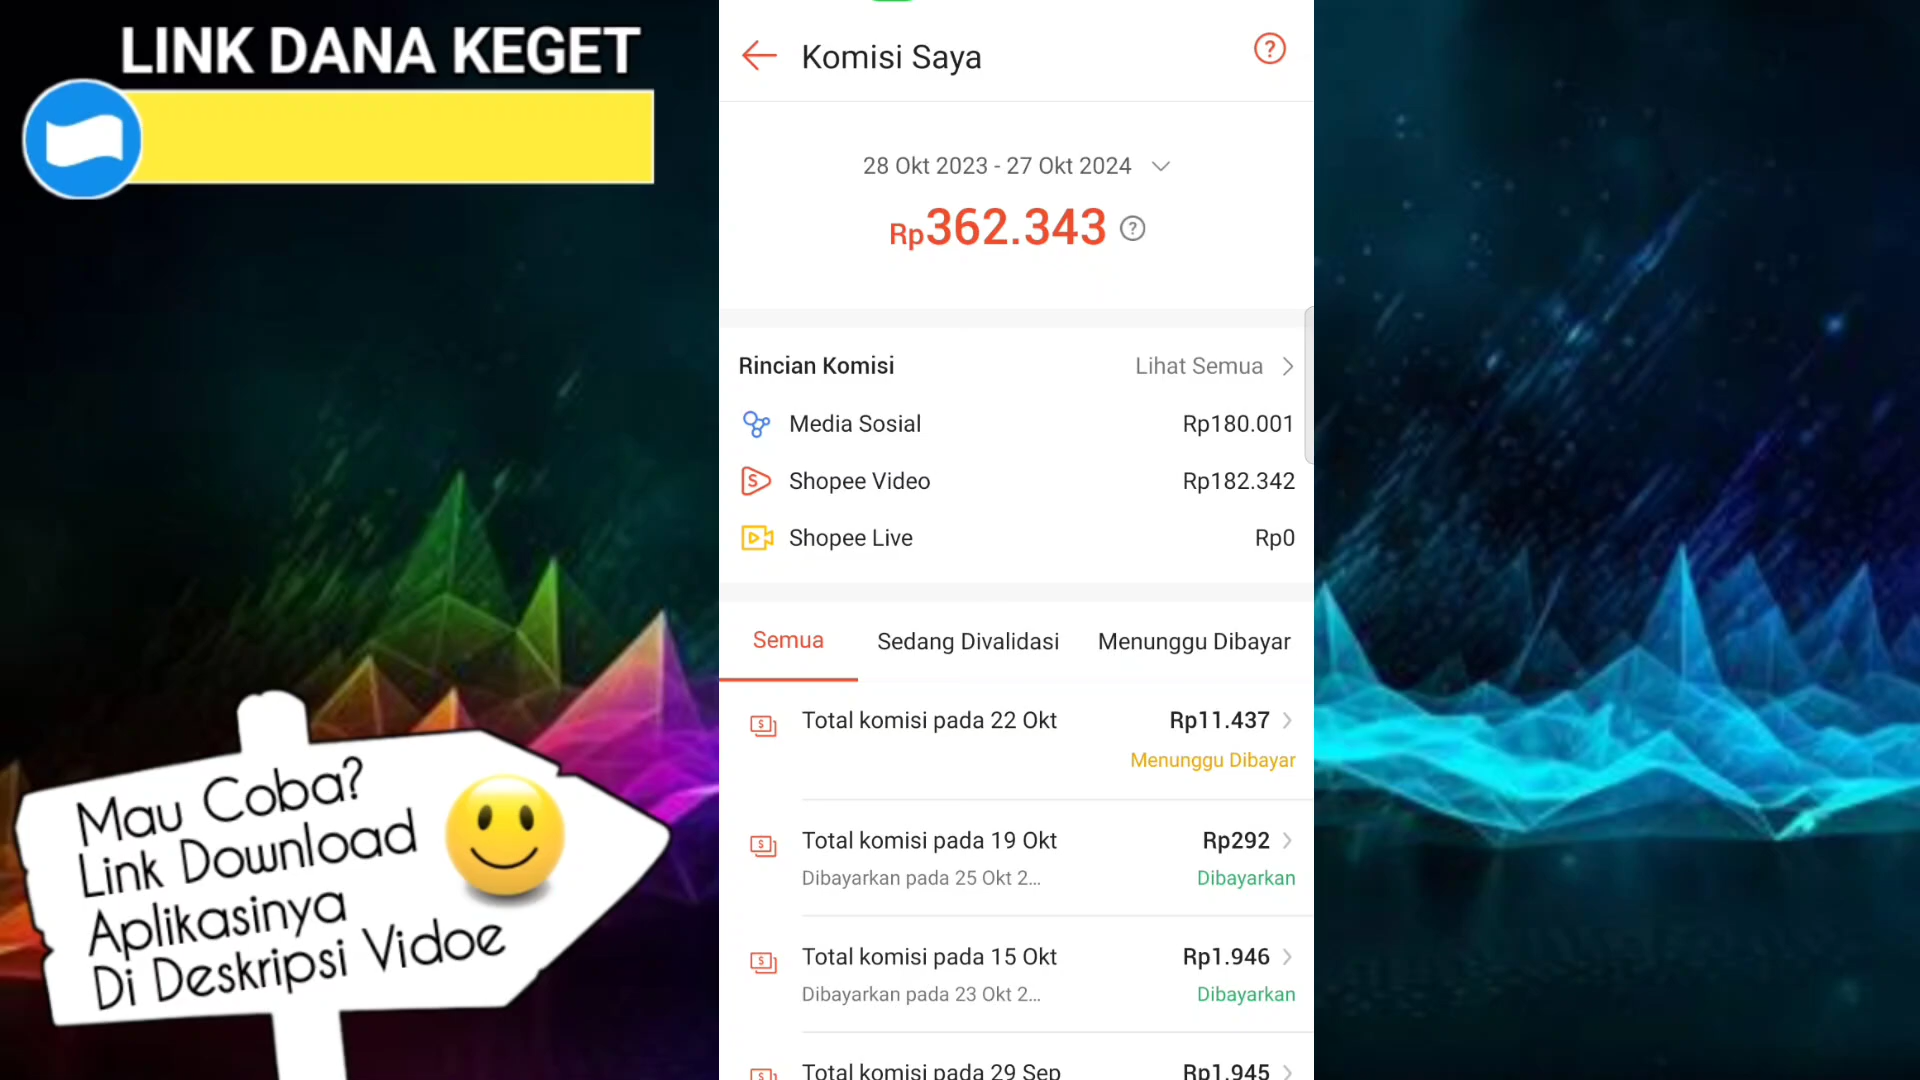 LINK DANA KEGET
Komisi Saya
28 Okt 2023 - 27 Okt 2024
Rp362.343
Rincian Komisi
Lihat Semua
Media Sosial
Rp180.001
Shopee Video
Rp182.342
Shopee Live
Rp0
Semua
Sedang Divalidasi
Menunggu Dibayar
Total komisi pada 22 Okt
Rp11.437
Menunggu Dibayar
Total komisi pada 19 Okt
Rp292
Dibayarkan pada 25 Okt 2...
Dibayarkan
Total komisi pada 15 Okt
Rp1.946
Dibayarkan pada 23 Okt 2...
Dibayarkan
Total komisi pada 29 Sep
Rp1.945
Mau Coba?
Link Download
Aplikasinya
Di Deskripsi Vidoe